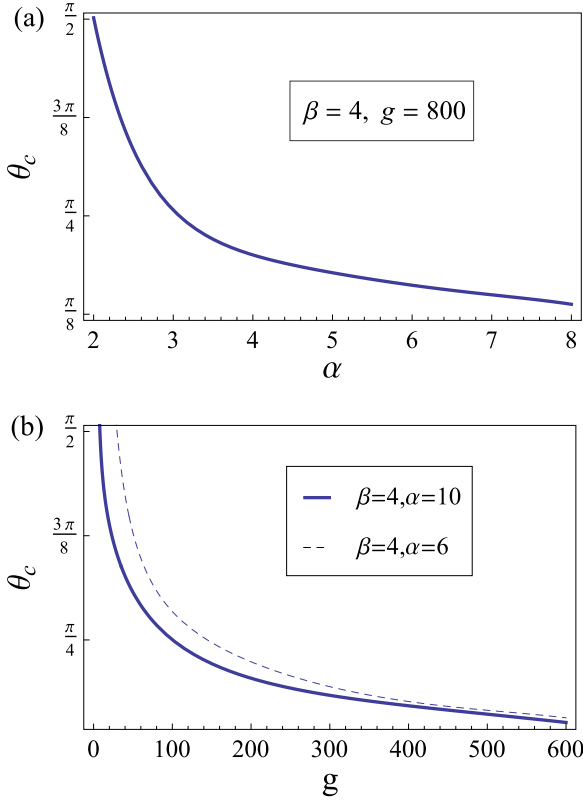 (a)
π/2
3π/8
π/4
π/8
θc
β = 4, g = 800
2 3 4 5 6 7 8
α
(b)
π/2
3π/8
π/4
θc
β=4,α=10
β=4,α=6
0 100 200 300 400 500 600
g